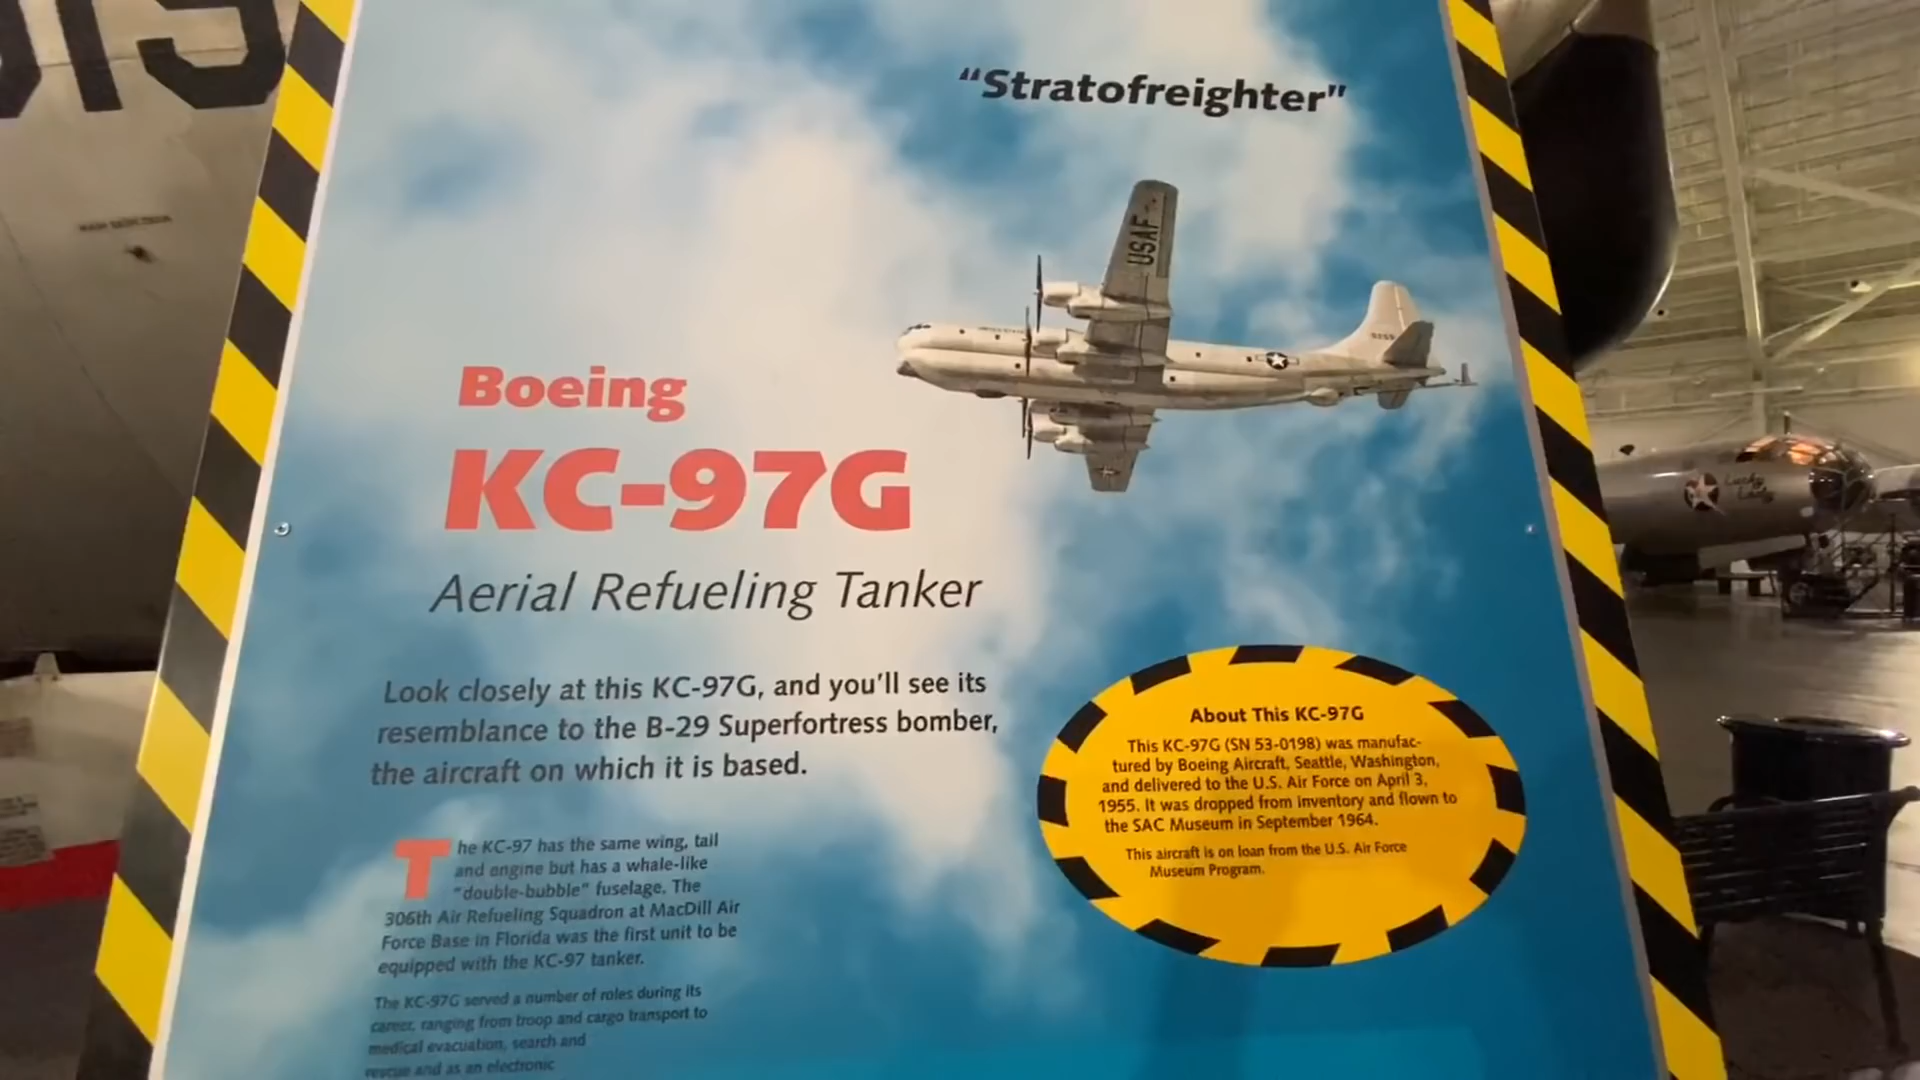 "Stratofreighter"
USAF
Boeing
KC-97G
Aerial Refueling Tanker
Look closely at this KC-97G, and you'll see its
resemblance to the B-29 Superfortress bomber,
the aircraft on which it is based.
The KC-97 has the same wing, tail
and engine but has a whale-like
"double-bubble" fuselage. The
306th Air Refueling Squadron at MacDill Air
Force Base in Florida was the first unit to be
equipped with the KC-97 tanker.
The KC-97G served a number of roles during its
career, ranging from troop and cargo transport to
medical evacuation, search and
rescue and as an electronic
About This KC-97G
This KC-97G (SN 53-0198) was manufac-
tured by Boeing Aircraft, Seattle, Washington,
and delivered to the U.S. Air Force on April 3,
1955. It was dropped from inventory and flown to
the SAC Museum in September 1964.
This aircraft is on loan from the U.S. Air Force
Museum Program.
Lucky
Lady